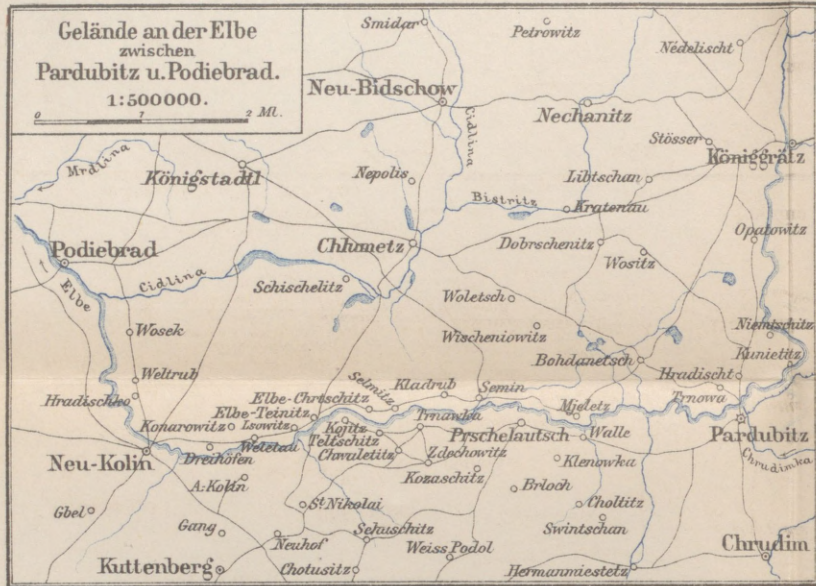 Gelände an der Elbe
zwischen
Pardubitz u. Podiebrad.
1:500000.
0 1 2 Ml.
Smidar
Petrowitz
Nédelischt
Neu-Bidschow
Nechanitz
Cidlina
Stösser
Königgrätz
Mrdlina
Königstadtl
Nepolis
Libtschan
Bistritz
Kratenau
Opatowitz
Podiebrad
Chlumetz
Dobrschenitz
Wositz
Elbe
Cidlina
Schischelitz
Woletsch
Wosek
Wischeniowitz
Niemtschitz
Bohdanetsch
Kunietitz
Weltrub
Hradischt
Hradischko
Elbe-Chrtschitz
Selmitz
Kladrub
Semin
Trnowa
Elbe-Teinitz
Konarowitz
Lsowitz
Kojitz
Trnawka
Mjeletz
Pardubitz
Teltschitz
Prschelautsch
Walle
Weletau
Chwaletitz
Zdechowitz
Chrudimka
Neu-Kolin
Dreihöfen
Klenowka
A: Kolin
Kozaschitz
Brloch
Choltitz
St. Nikolai
Gbel
Swintschan
Gang
Neuhof
Schuschitz
Weiss Podol
Chrudim
Kuttenberg
Chotusitz
Hermanmiestetz